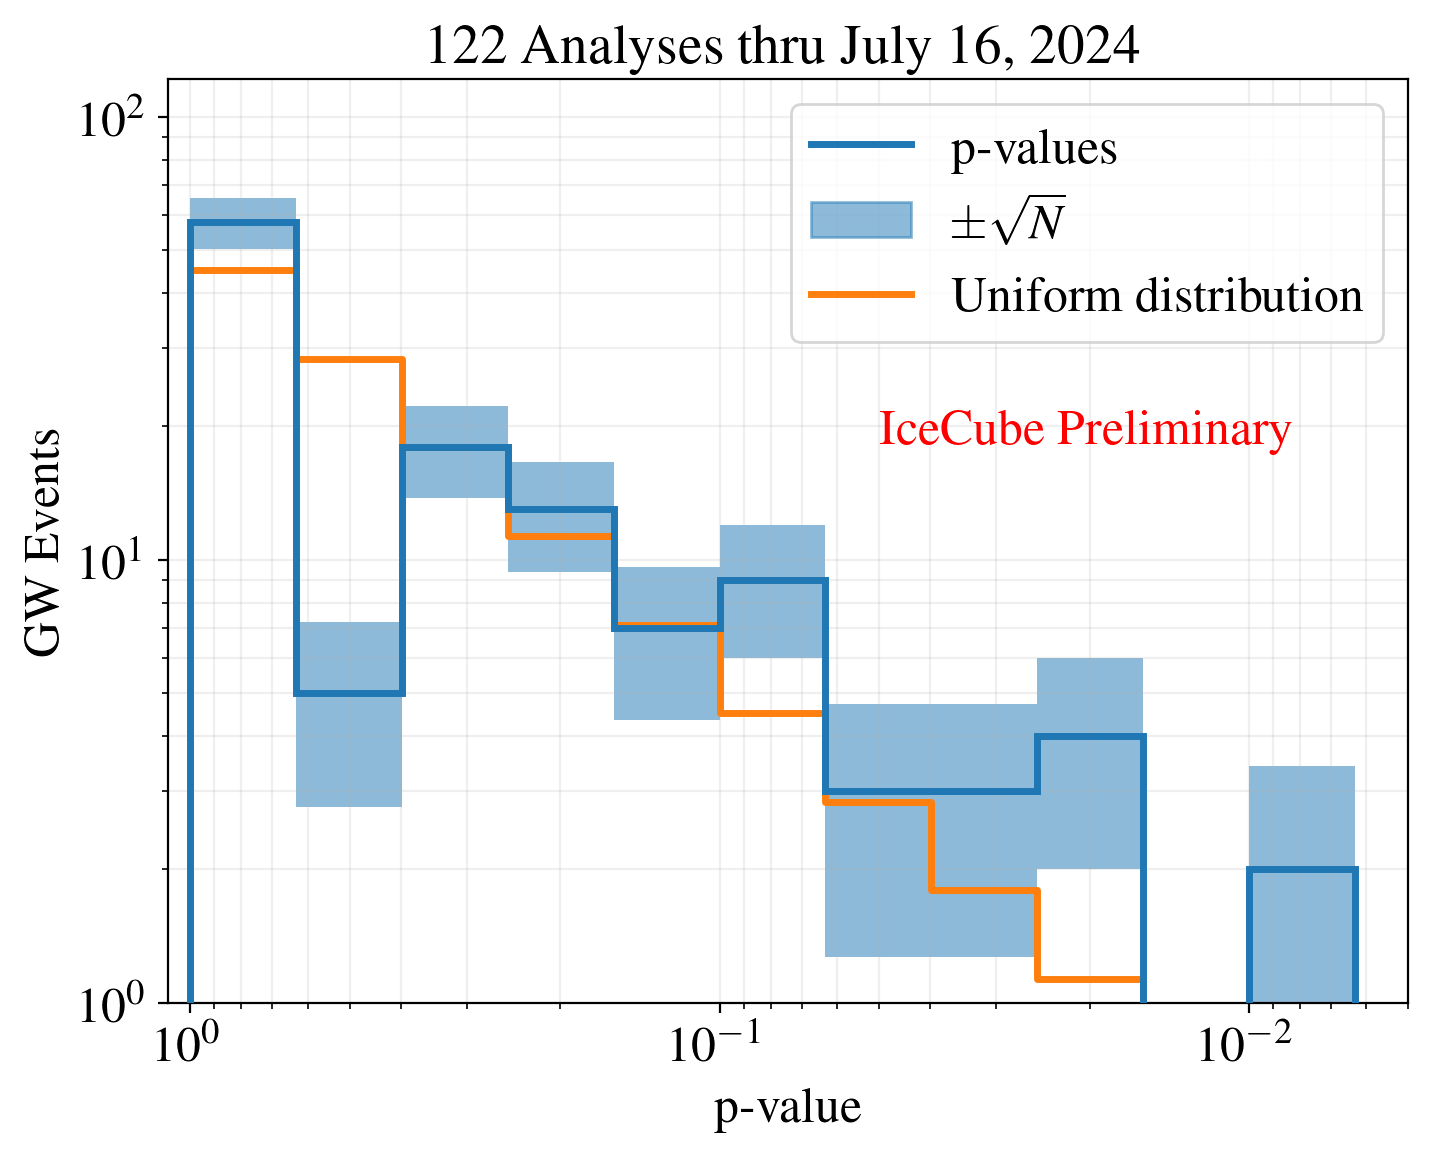 122 Analyses thru July 16, 2024
p-values
±√N
Uniform distribution
IceCube Preliminary
GW Events
10²
10¹
10⁰
10⁰ 10⁻¹ 10⁻²
p-value